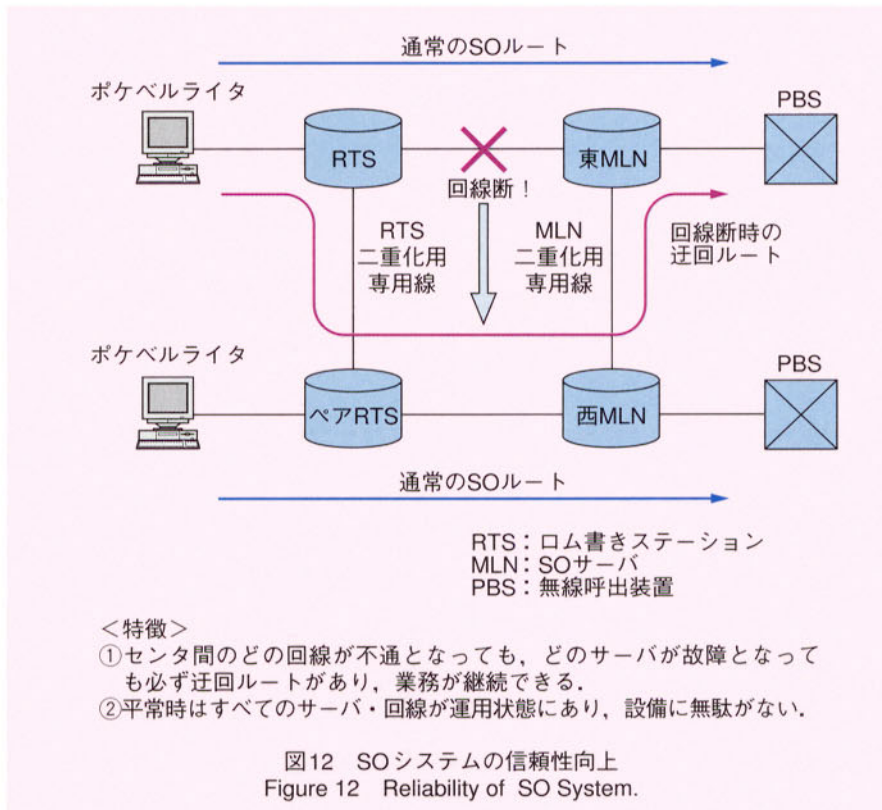 通常のSOルート
ポケベルライタ
PBS
RTS
東MLN
回線断！
RTS
二重化用
専用線
MLN
二重化用
専用線
回線断時の
迂回ルート
ポケベルライタ
PBS
ペアRTS
西MLN
通常のSOルート
RTS：ロム書きステーション
MLN：SOサーバ
PBS：無線呼出装置
＜特徴＞
①センタ間のどの回線が不通となっても，どのサーバが故障となって
も必ず迂回ルートがあり，業務が継続できる．
②平常時はすべてのサーバ・回線が運用状態にあり，設備に無駄がない．
図12　SOシステムの信頼性向上
Figure 12　Reliability of SO System.